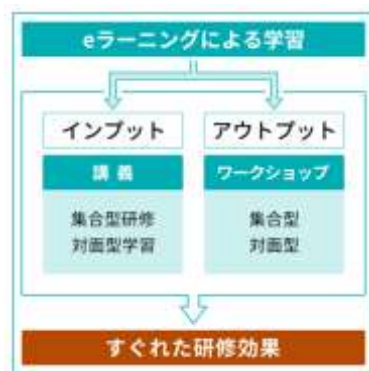 eラーニングによる学習
インプット
アウトプット
講 義
ワークショップ
集合型研修
対面型学習
集合型
対面型
すぐれた研修効果